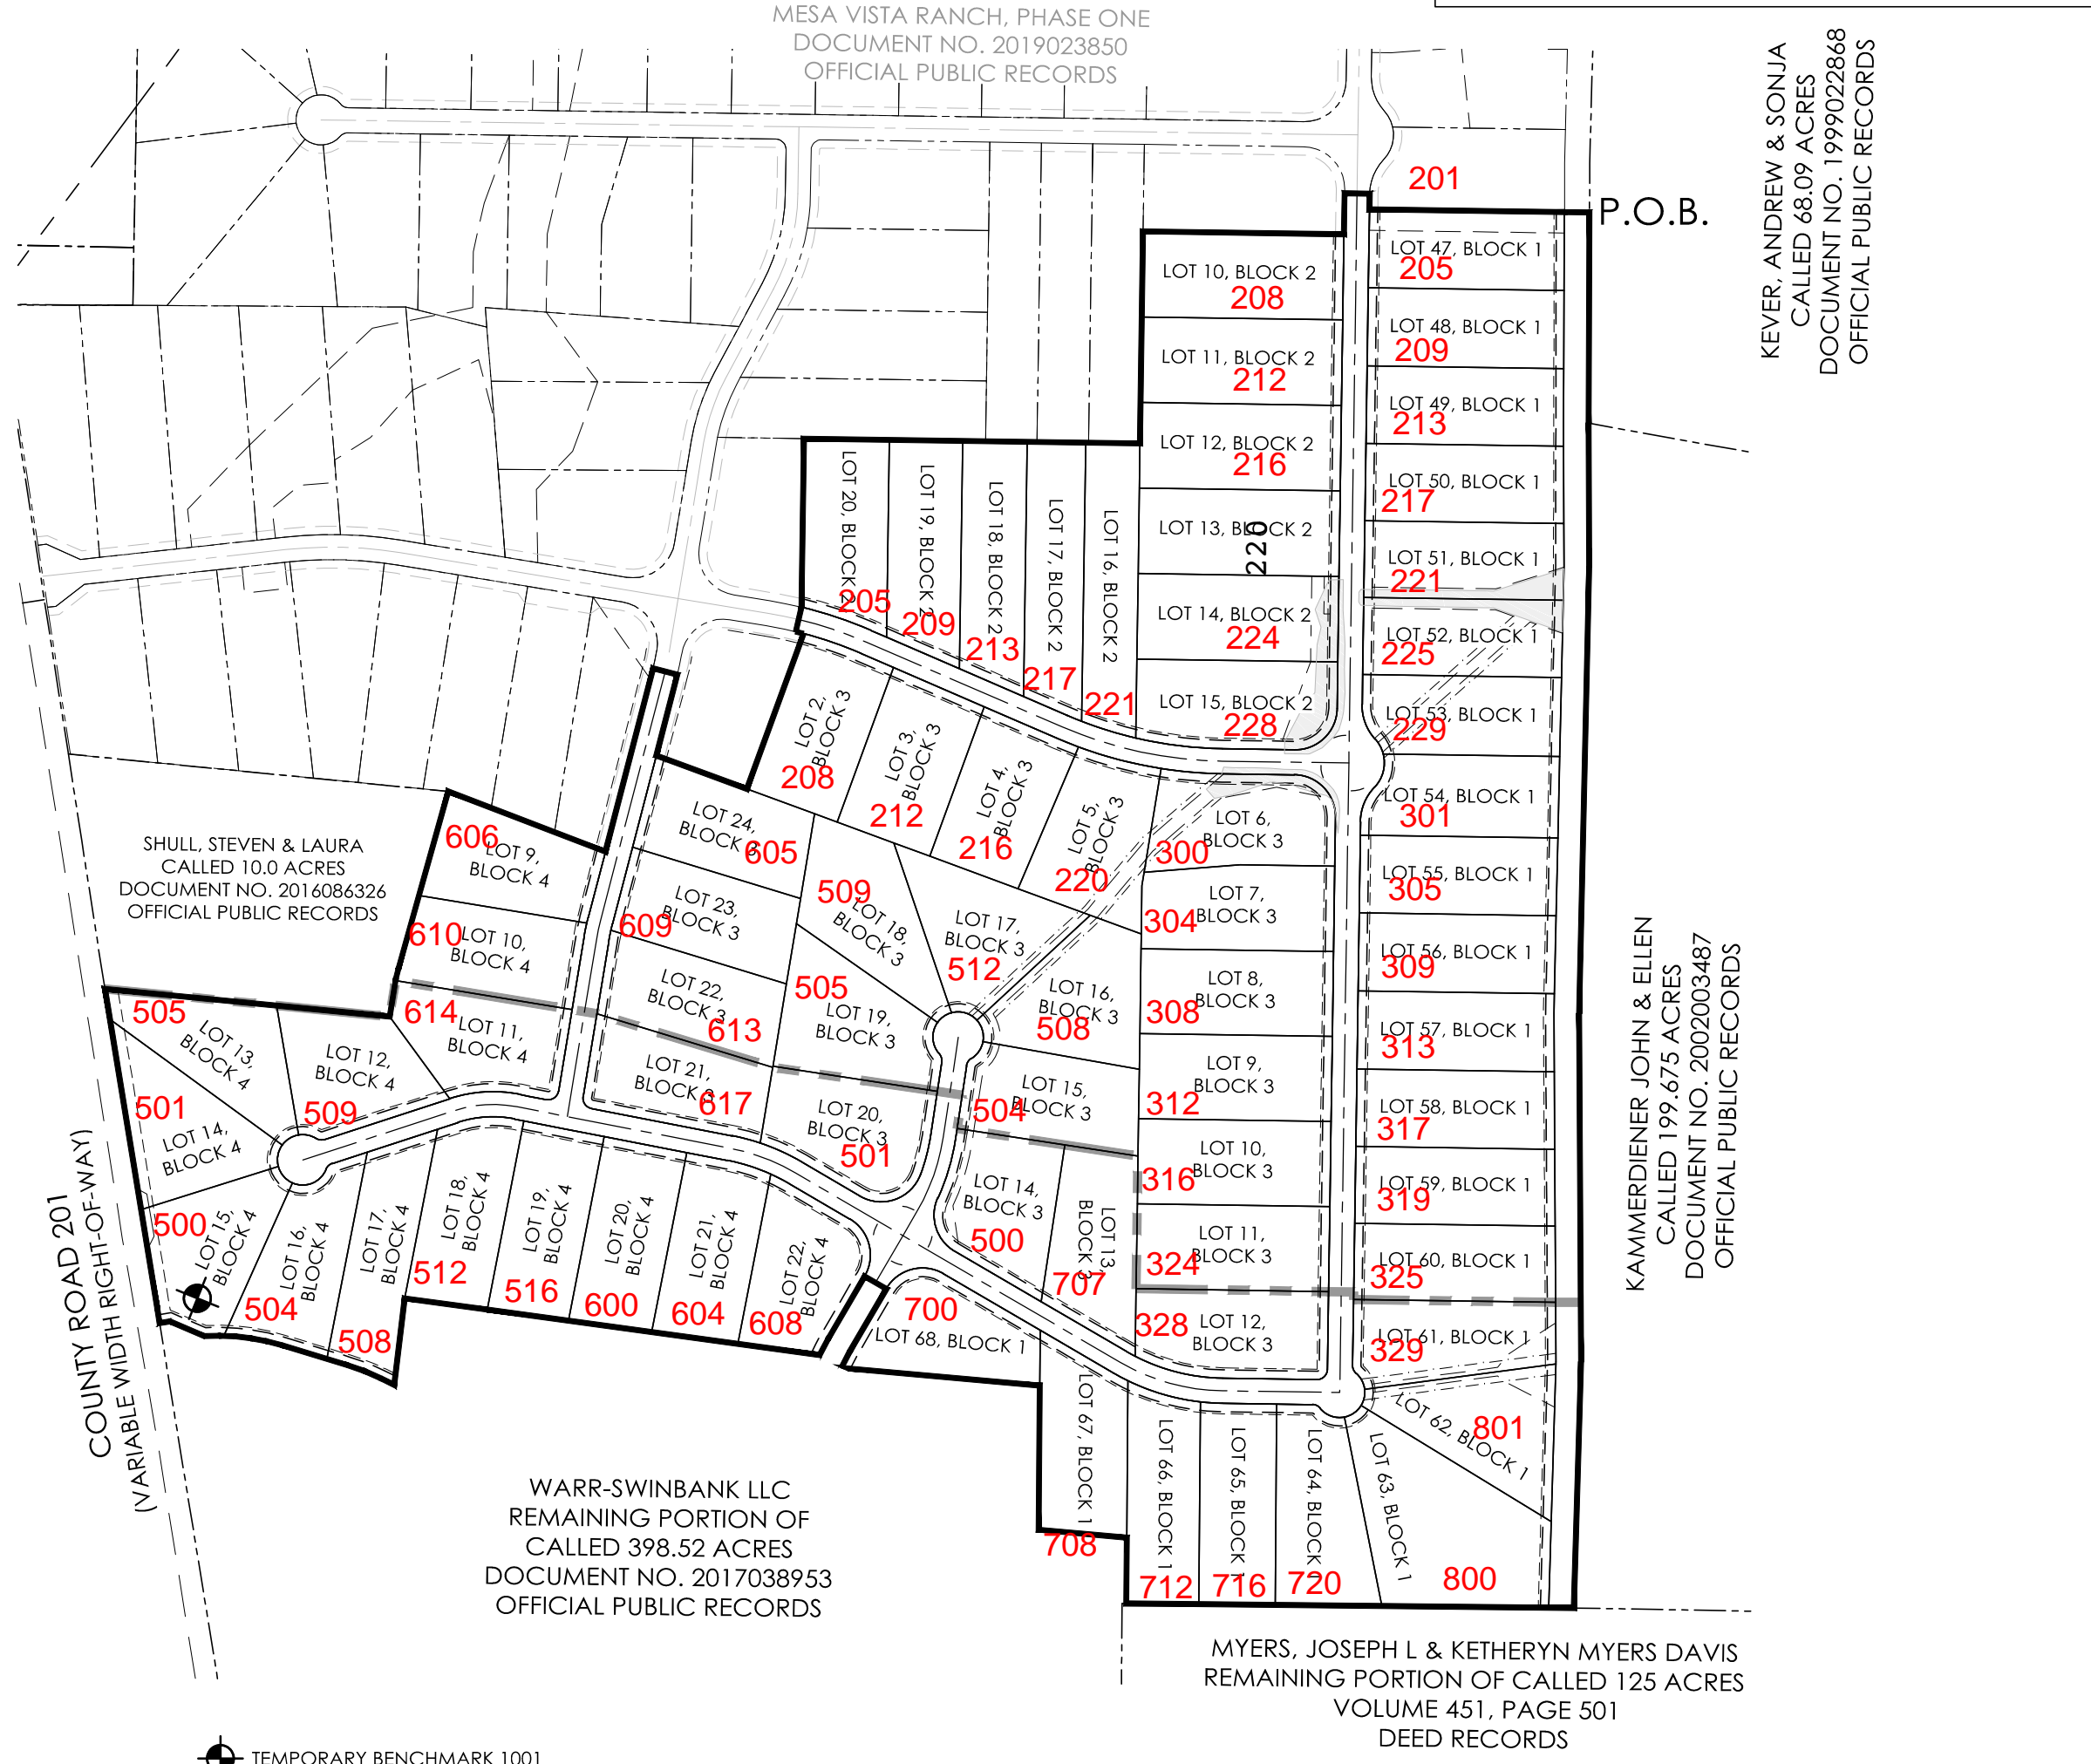 MESA VISTA RANCH, PHASE ONE
DOCUMENT NO. 2019023850
OFFICIAL PUBLIC RECORDS
KEVER, ANDREW & SONJA
CALLED 68.09 ACRES
DOCUMENT NO. 1999022868
OFFICIAL PUBLIC RECORDS
201
P.O.B.
LOT 47, BLOCK 1
205
LOT 48, BLOCK 1
209
LOT 49, BLOCK 1
213
LOT 50, BLOCK 1
217
LOT 51, BLOCK 1
221
LOT 52, BLOCK 1
225
LOT 53, BLOCK 1
229
LOT 54, BLOCK 1
301
LOT 55, BLOCK 1
305
LOT 56, BLOCK 1
309
LOT 57, BLOCK 1
313
LOT 58, BLOCK 1
317
LOT 59, BLOCK 1
319
LOT 60, BLOCK 1
325
LOT 61, BLOCK 1
329
LOT 62, BLOCK 1
801
LOT 63, BLOCK 1
800
LOT 64, BLOCK 1
720
LOT 65, BLOCK 1
716
LOT 66, BLOCK 1
712
LOT 67, BLOCK 1
708
LOT 68, BLOCK 1
700
LOT 10, BLOCK 2
208
LOT 11, BLOCK 2
212
LOT 12, BLOCK 2
216
LOT 13, BLOCK 2
220
LOT 14, BLOCK 2
224
LOT 15, BLOCK 2
228
LOT 16, BLOCK 2
221
LOT 17, BLOCK 2
217
LOT 18, BLOCK 2
213
LOT 19, BLOCK 2
209
LOT 20, BLOCK 2
205
LOT 2,
BLOCK 3
208
LOT 3,
BLOCK 3
212
LOT 4,
BLOCK 3
216
LOT 5,
BLOCK 3
220
LOT 6,
BLOCK 3
300
LOT 7,
BLOCK 3
304
LOT 8,
BLOCK 3
308
LOT 9,
BLOCK 3
312
LOT 10,
BLOCK 3
316
LOT 11,
BLOCK 3
324
LOT 12,
BLOCK 3
328
LOT 13,
BLOCK 3
707
LOT 14,
BLOCK 3
500
LOT 15,
BLOCK 3
504
LOT 16,
BLOCK 3
508
LOT 17,
BLOCK 3
512
LOT 18,
BLOCK 3
509
LOT 19,
BLOCK 3
505
LOT 20,
BLOCK 3
501
LOT 21,
BLOCK 3
617
LOT 22,
BLOCK 3
613
LOT 23,
BLOCK 3
609
LOT 24,
BLOCK 3
605
LOT 9,
BLOCK 4
606
LOT 10,
BLOCK 4
610
LOT 11,
BLOCK 4
614
LOT 12,
BLOCK 4
509
LOT 13,
BLOCK 4
505
LOT 14,
BLOCK 4
501
LOT 15,
BLOCK 4
500
LOT 16,
BLOCK 4
504
LOT 17,
BLOCK 4
508
LOT 18,
BLOCK 4
512
LOT 19,
BLOCK 4
516
LOT 20,
BLOCK 4
600
LOT 21,
BLOCK 4
604
LOT 22,
BLOCK 4
608
SHULL, STEVEN & LAURA
CALLED 10.0 ACRES
DOCUMENT NO. 2016086326
OFFICIAL PUBLIC RECORDS
COUNTY ROAD 201
(VARIABLE WIDTH RIGHT-OF-WAY)
KAMMERDIENER JOHN & ELLEN
CALLED 199.675 ACRES
DOCUMENT NO. 2002003487
OFFICIAL PUBLIC RECORDS
WARR-SWINBANK LLC
REMAINING PORTION OF
CALLED 398.52 ACRES
DOCUMENT NO. 2017038953
OFFICIAL PUBLIC RECORDS
MYERS, JOSEPH L & KETHERYN MYERS DAVIS
REMAINING PORTION OF CALLED 125 ACRES
VOLUME 451, PAGE 501
DEED RECORDS
TEMPORARY BENCHMARK 1001